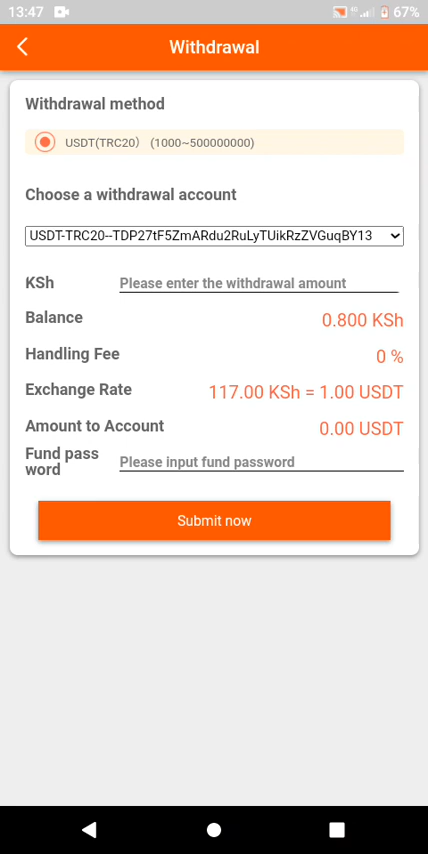 13:47 4G 67%
Withdrawal
Withdrawal method
USDT(TRC20) (1000~500000000)
Choose a withdrawal account
USDT-TRC20--TDP27tF5ZmARdu2RuLyTUikRzZVGuqBY13
KSh Please enter the withdrawal amount
Balance 0.800 KSh
Handling Fee 0 %
Exchange Rate 117.00 KSh = 1.00 USDT
Amount to Account 0.00 USDT
Fund pass
word Please input fund password
Submit now